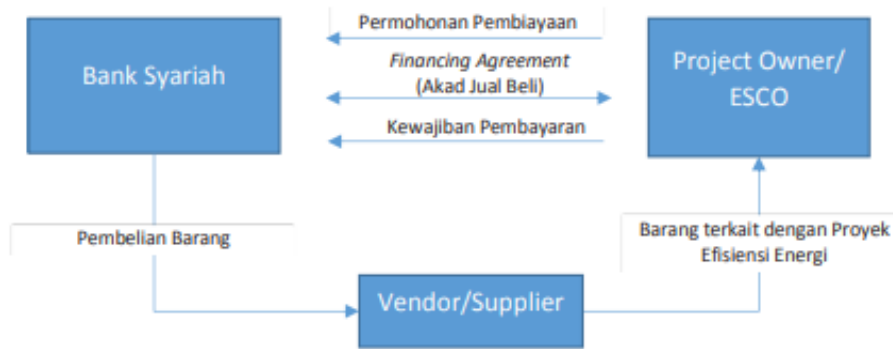 Permohonan Pembiayaan
Bank Syariah
Financing Agreement
(Akad Jual Beli)
Project Owner/
ESCO
Kewajiban Pembayaran
Pembelian Barang
Barang terkait dengan Proyek
Efisiensi Energi
Vendor/Supplier